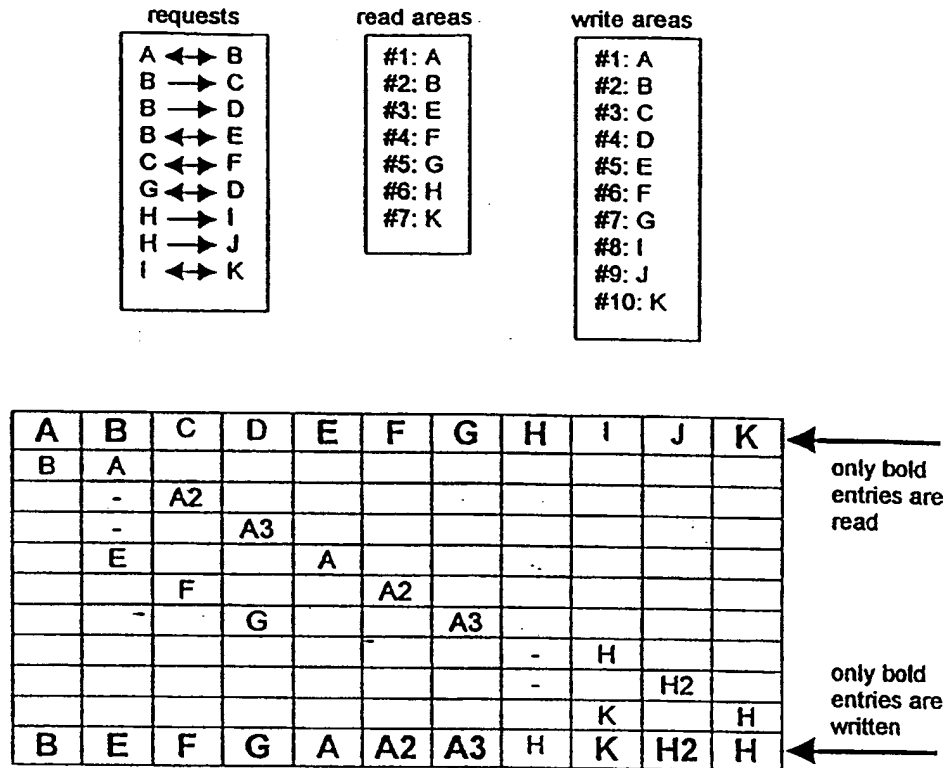 requests
A ↔ B
B → C
B → D
B ↔ E
C ↔ F
G ↔ D
H → I
H → J
I ↔ K
read areas
#1: A
#2: B
#3: E
#4: F
#5: G
#6: H
#7: K
write areas
#1: A
#2: B
#3: C
#4: D
#5: E
#6: F
#7: G
#8: I
#9: J
#10: K
A B C D E F G H I J K
B A
- A2
- A3
E A
F A2
G A3
- H
- H2
K H
B E F G A A2 A3 H K H2 H
only bold
entries are
read
only bold
entries are
written